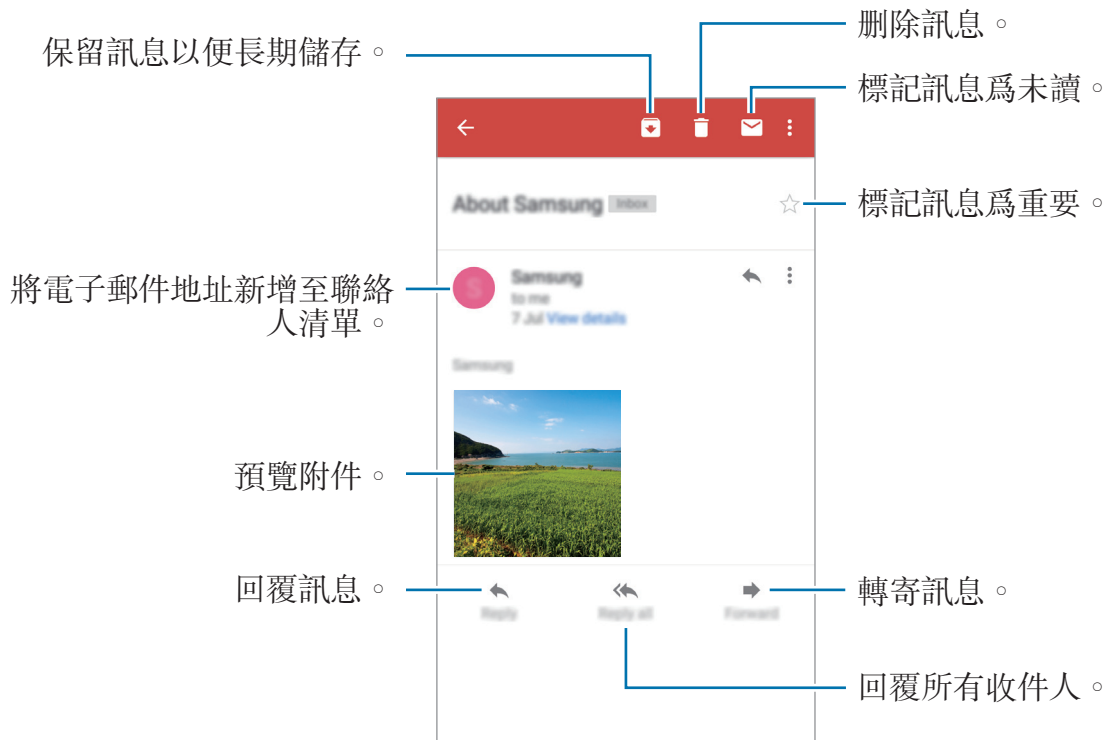 保留訊息以便長期儲存。
刪除訊息。
標記訊息爲未讀。
About Samsung Inbox
標記訊息爲重要。
將電子郵件地址新增至聯絡
人清單。
S
Samsung
to me
7 Jul View details
Samsung
預覽附件。
回覆訊息。
Reply
Reply all
Forward
轉寄訊息。
回覆所有收件人。